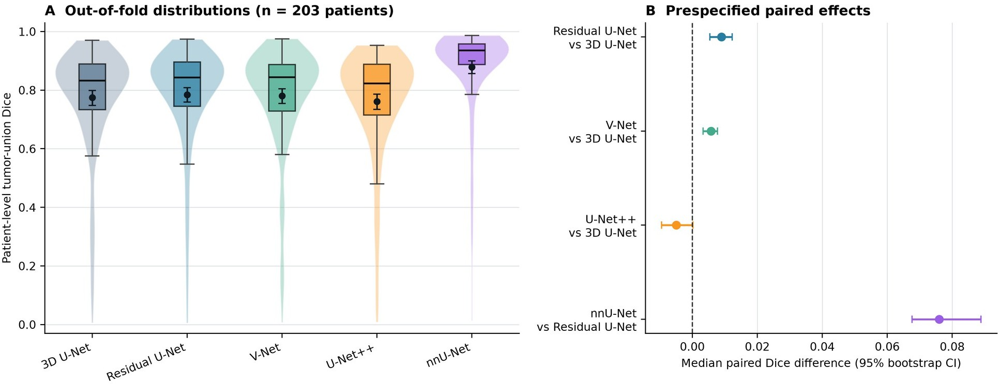 A Out-of-fold distributions (n = 203 patients)
Patient-level tumor-union Dice
1.0
0.8
0.6
0.4
0.2
0.0
3D U-Net
Residual U-Net
V-Net
U-Net++
nnU-Net
B Prespecified paired effects
Residual U-Net
vs 3D U-Net
V-Net
vs 3D U-Net
U-Net++
vs 3D U-Net
nnU-Net
vs Residual U-Net
0.00
0.02
0.04
0.06
0.08
Median paired Dice difference (95% bootstrap CI)